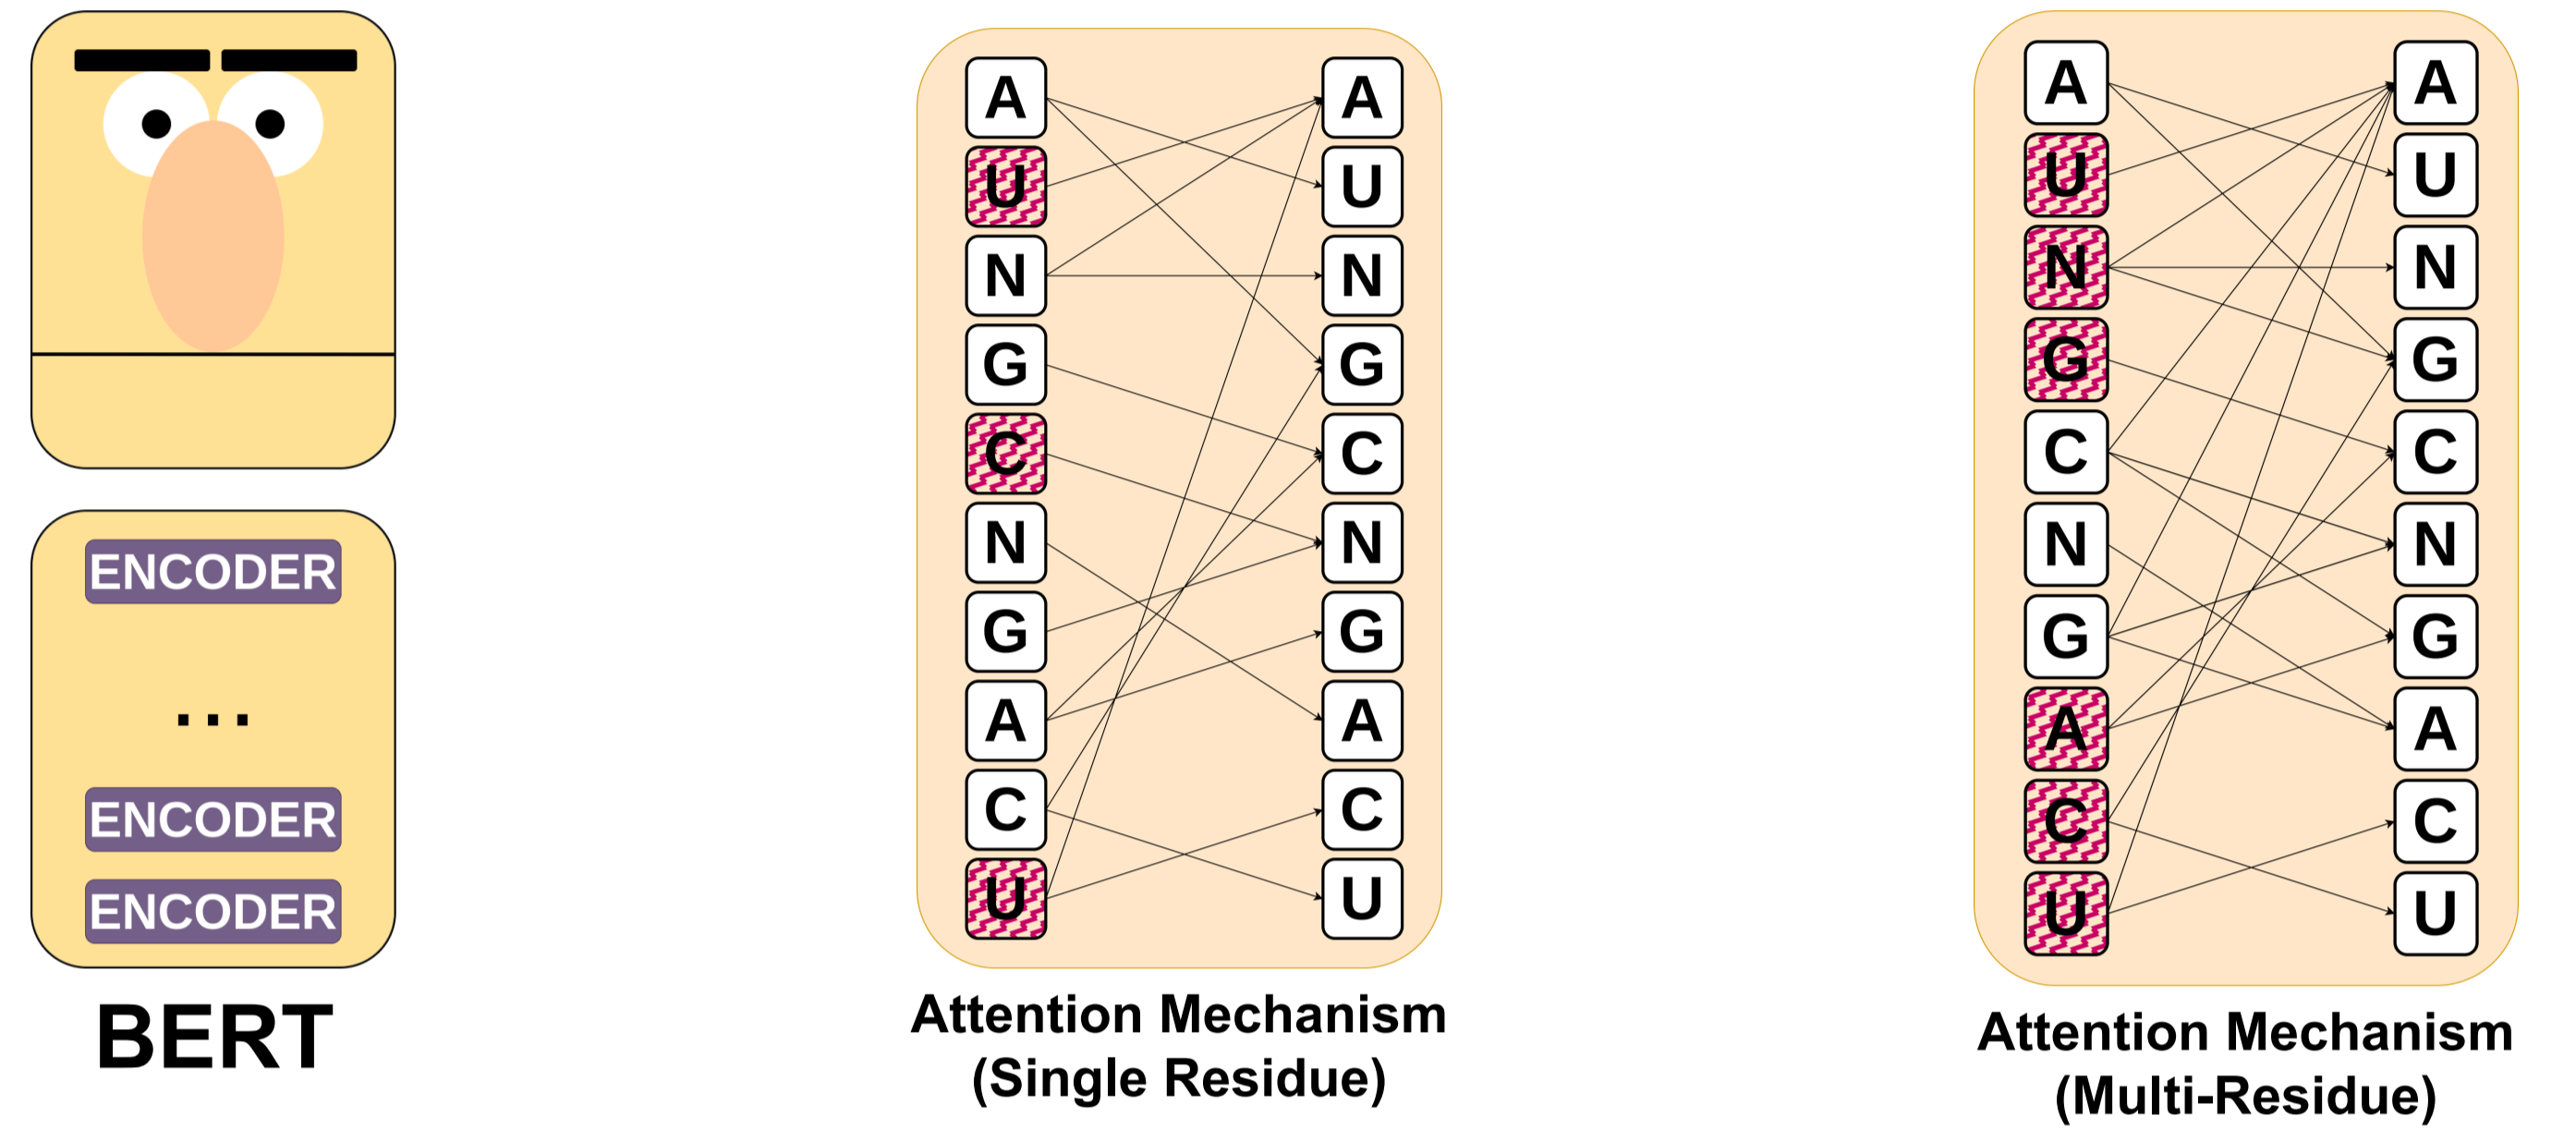 ENCODER
...
ENCODER
ENCODER
BERT
A A
U U
N N
G G
C C
N N
G G
A A
C C
U U
Attention Mechanism
(Single Residue)
A A
U U
N N
G G
C C
N N
G G
A A
C C
U U
Attention Mechanism
(Multi-Residue)